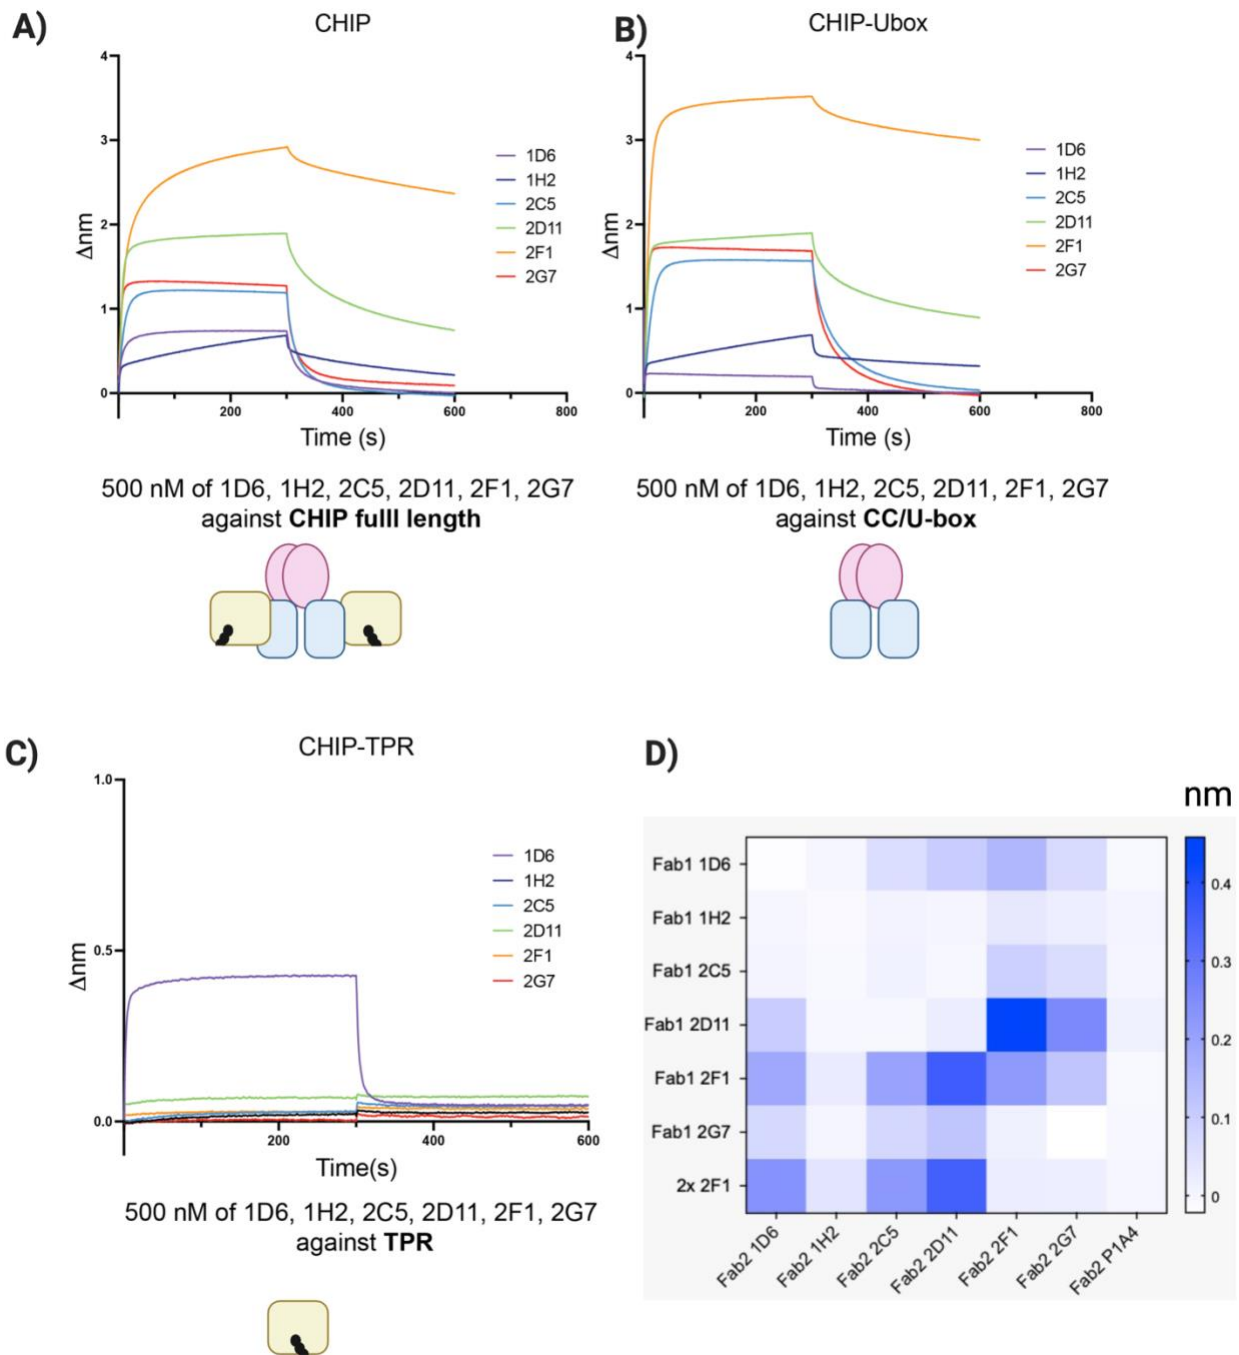 A)
CHIP
4
3
2
1
0
Δnm
200
400
600
800
Time (s)
1D6
1H2
2C5
2D11
2F1
2G7
500 nM of 1D6, 1H2, 2C5, 2D11, 2F1, 2G7
against CHIP fulll length
B)
CHIP-Ubox
4
3
2
1
0
Δnm
200
400
600
800
Time (s)
1D6
1H2
2C5
2D11
2F1
2G7
500 nM of 1D6, 1H2, 2C5, 2D11, 2F1, 2G7
against CC/U-box
C)
CHIP-TPR
1.0
0.5
0.0
Δnm
200
400
600
Time(s)
1D6
1H2
2C5
2D11
2F1
2G7
500 nM of 1D6, 1H2, 2C5, 2D11, 2F1, 2G7
against TPR
D)
nm
Fab1 1D6
Fab1 1H2
Fab1 2C5
Fab1 2D11
Fab1 2F1
Fab1 2G7
2x 2F1
Fab2 1D6
Fab2 1H2
Fab2 2C5
Fab2 2D11
Fab2 2F1
Fab2 2G7
Fab2 P1A4
0.4
0.3
0.2
0.1
0